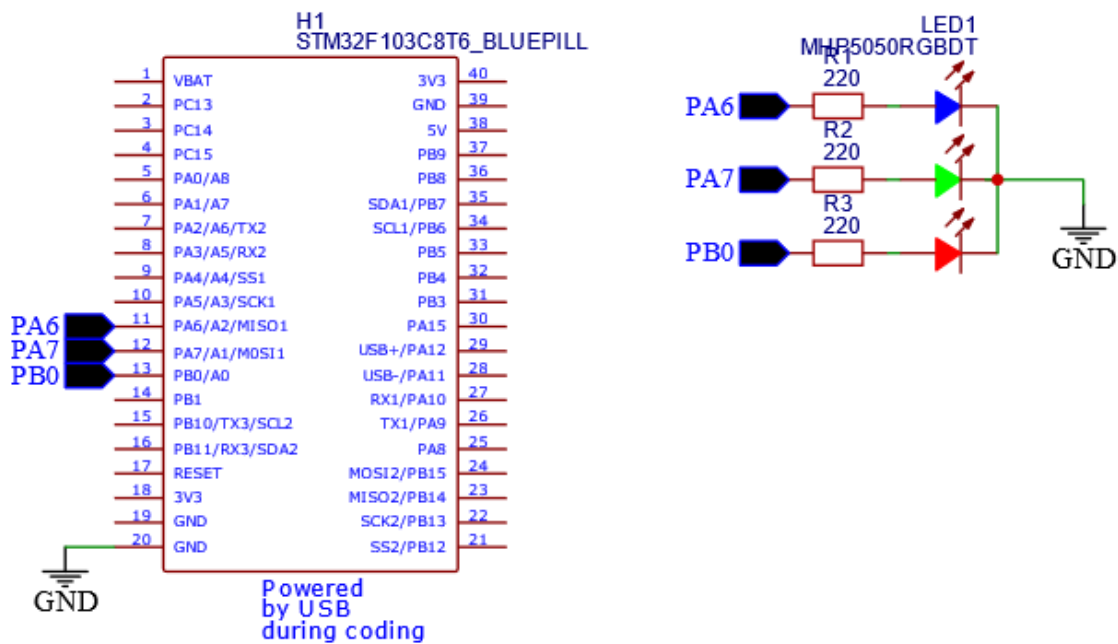 H1
STM32F103C8T6_BLUEPILL
1 VBAT
2 PC13
3 PC14
4 PC15
5 PA0/A8
6 PA1/A7
7 PA2/A6/TX2
8 PA3/A5/RX2
9 PA4/A4/SS1
10 PA5/A3/SCK1
PA6 11 PA6/A2/MISO1
PA7 12 PA7/A1/M0SI1
PB0 13 PB0/A0
14 PB1
15 PB10/TX3/SCL2
16 PB11/RX3/SDA2
17 RESET
18 3V3
19 GND
20 GND
GND
3V3 40
GND 39
5V 38
PB9 37
PB8 36
SDA1/PB7 35
SCL1/PB6 34
PB5 33
PB4 32
PB3 31
PA15 30
USB+/PA12 29
USB-/PA11 28
RX1/PA10 27
TX1/PA9 26
PA8 25
MOSI2/PB15 24
MISO2/PB14 23
SCK2/PB13 22
SS2/PB12 21
Powered
by USB
during coding
LED1
MHP5050RGBDT
R1
220
PA6
R2
220
PA7
R3
220
PB0
GND